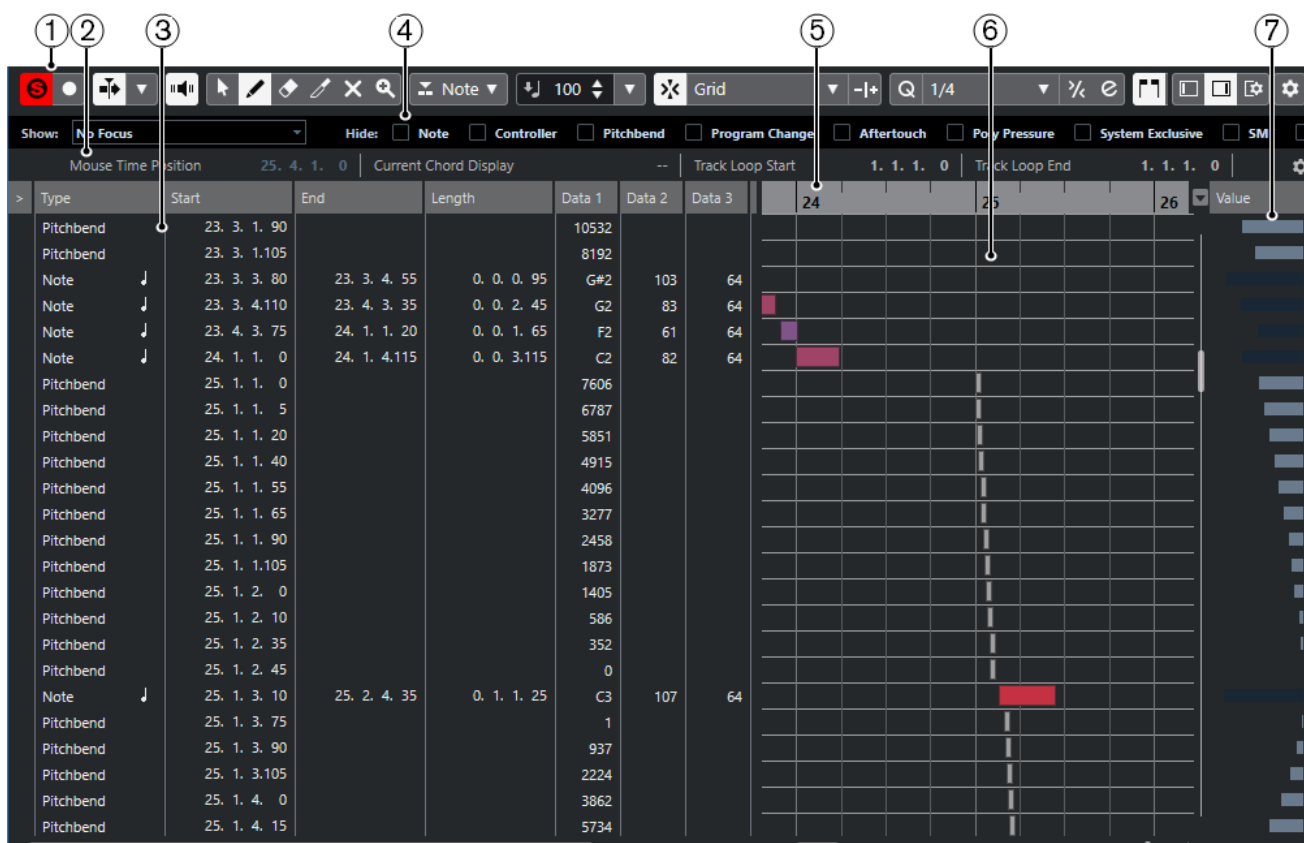 1 2 3 4 5 6 7
S Note 100 Grid Q 1/4 e
Show: No Focus Hide: Note Controller Pitchbend Program Change Aftertouch Poly Pressure System Exclusive SM
Mouse Time Position 25. 4. 1. 0 Current Chord Display -- Track Loop Start 1. 1. 1. 0 Track Loop End 1. 1. 1. 0
> Type Start End Length Data 1 Data 2 Data 3 24 25 26 Value
Pitchbend 23. 3. 1. 90 10532
Pitchbend 23. 3. 1.105 8192
Note 23. 3. 3. 80 23. 3. 4. 55 0. 0. 0. 95 G#2 103 64
Note 23. 3. 4.110 23. 4. 3. 35 0. 0. 2. 45 G2 83 64
Note 23. 4. 3. 75 24. 1. 1. 20 0. 0. 1. 65 F2 61 64
Note 24. 1. 1. 0 24. 1. 4.115 0. 0. 3.115 C2 82 64
Pitchbend 25. 1. 1. 0 7606
Pitchbend 25. 1. 1. 5 6787
Pitchbend 25. 1. 1. 20 5851
Pitchbend 25. 1. 1. 40 4915
Pitchbend 25. 1. 1. 55 4096
Pitchbend 25. 1. 1. 65 3277
Pitchbend 25. 1. 1. 90 2458
Pitchbend 25. 1. 1.105 1873
Pitchbend 25. 1. 2. 0 1405
Pitchbend 25. 1. 2. 10 586
Pitchbend 25. 1. 2. 35 352
Pitchbend 25. 1. 2. 45 0
Note 25. 1. 3. 10 25. 2. 4. 35 0. 1. 1. 25 C3 107 64
Pitchbend 25. 1. 3. 75 1
Pitchbend 25. 1. 3. 90 937
Pitchbend 25. 1. 3.105 2224
Pitchbend 25. 1. 4. 0 3862
Pitchbend 25. 1. 4. 15 5734